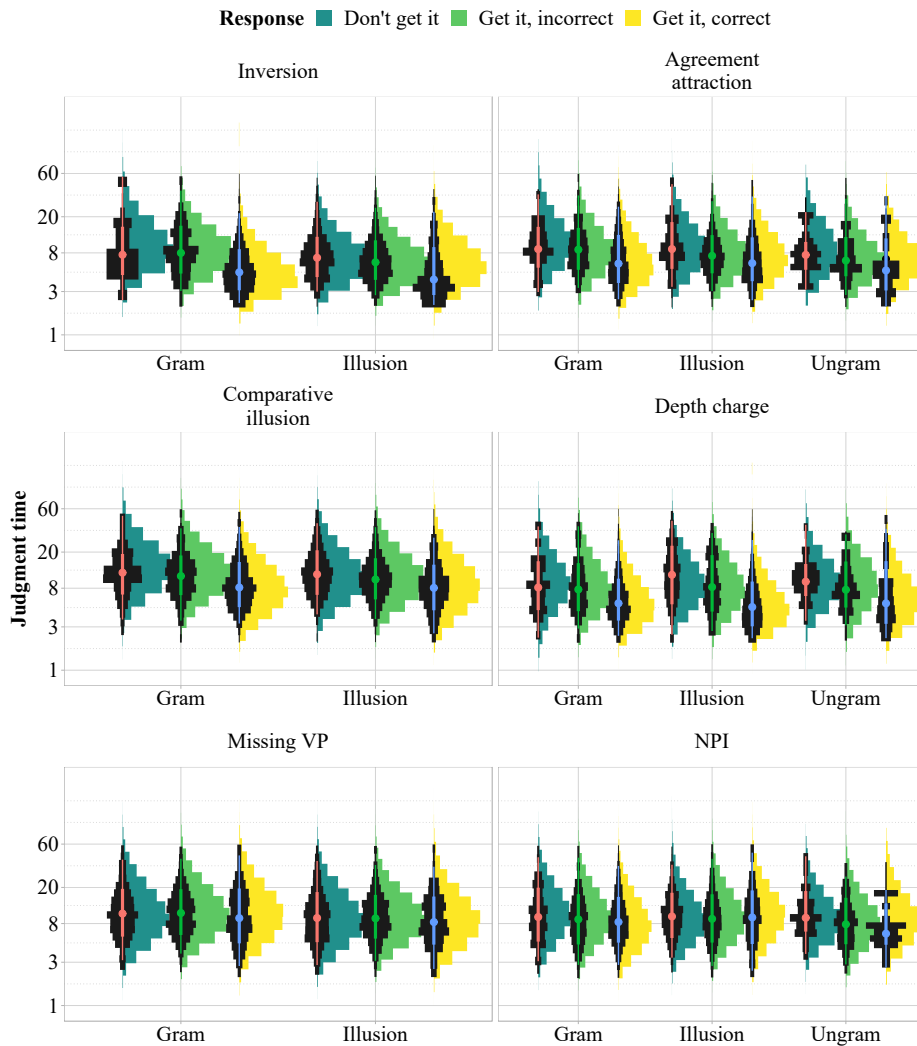 Response Don't get it Get it, incorrect Get it, correct
Inversion
Agreement
attraction
60
20
8
3
1
Gram Illusion
Gram Illusion Ungram
Comparative
illusion
Depth charge
Judgment time
60
20
8
3
1
Gram Illusion
Gram Illusion Ungram
Missing VP
NPI
60
20
8
3
1
Gram Illusion
Gram Illusion Ungram